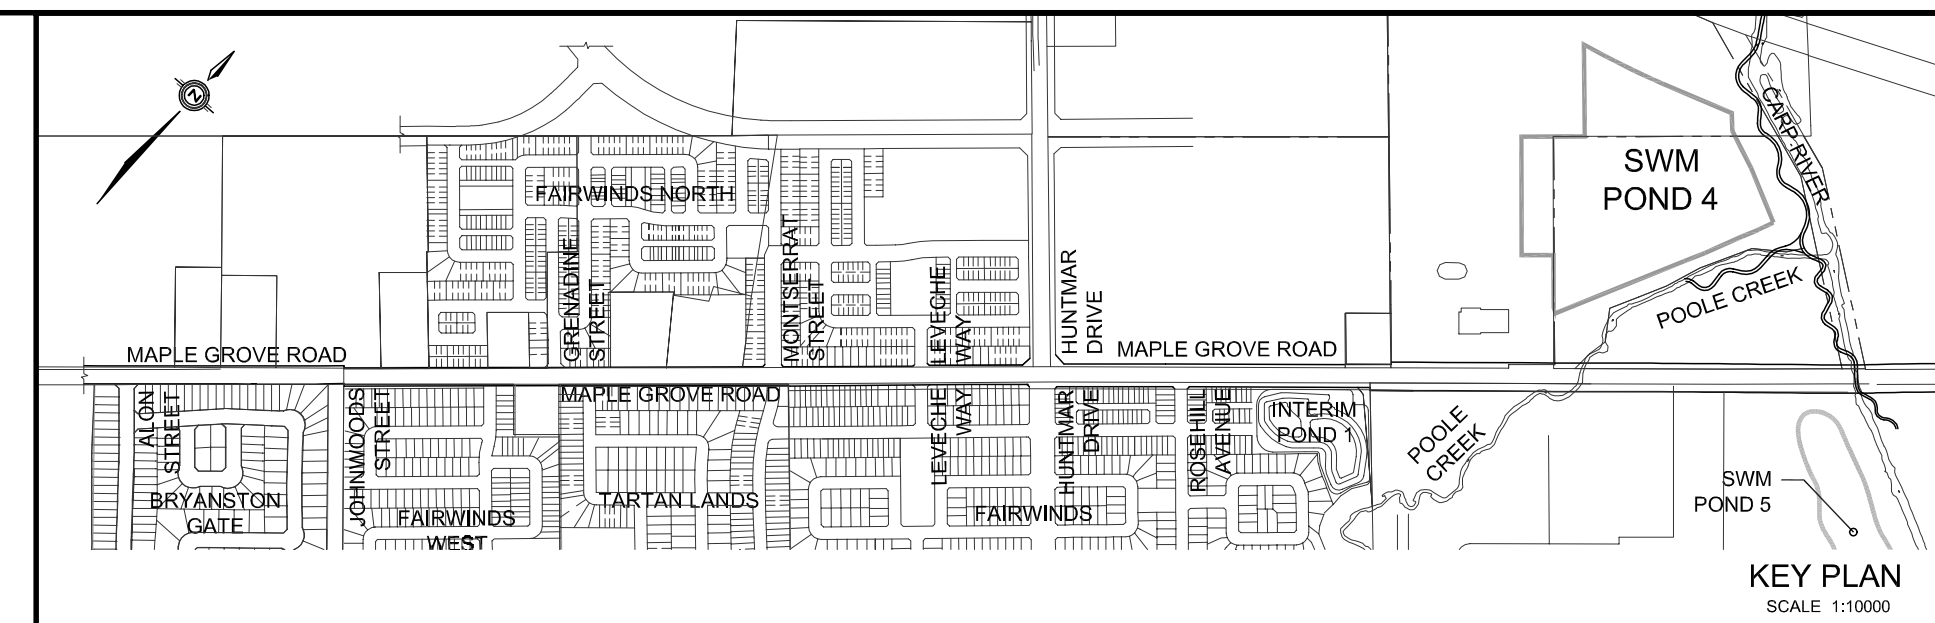 N
CARP RIVER
SWM
POND 4
FAIRWINDS NORTH
GRENADINE
STREET
MONTSERRAT
STREET
LEVECHE
WAY
HUNTMAR
DRIVE
POOLE CREEK
MAPLE GROVE ROAD
MAPLE GROVE ROAD
MAPLE GROVE ROAD
ALON
STREET
JOHNWOODS
STREET
LEVECHE
WAY
HUNTMAR
DRIVE
ROSEHILL
AVENUE
INTERIM
POND 1
POOLE
CREEK
BRYANSTON
GATE
FAIRWINDS
WEST
TARTAN LANDS
FAIRWINDS
SWM
POND 5
KEY PLAN
SCALE 1:10000